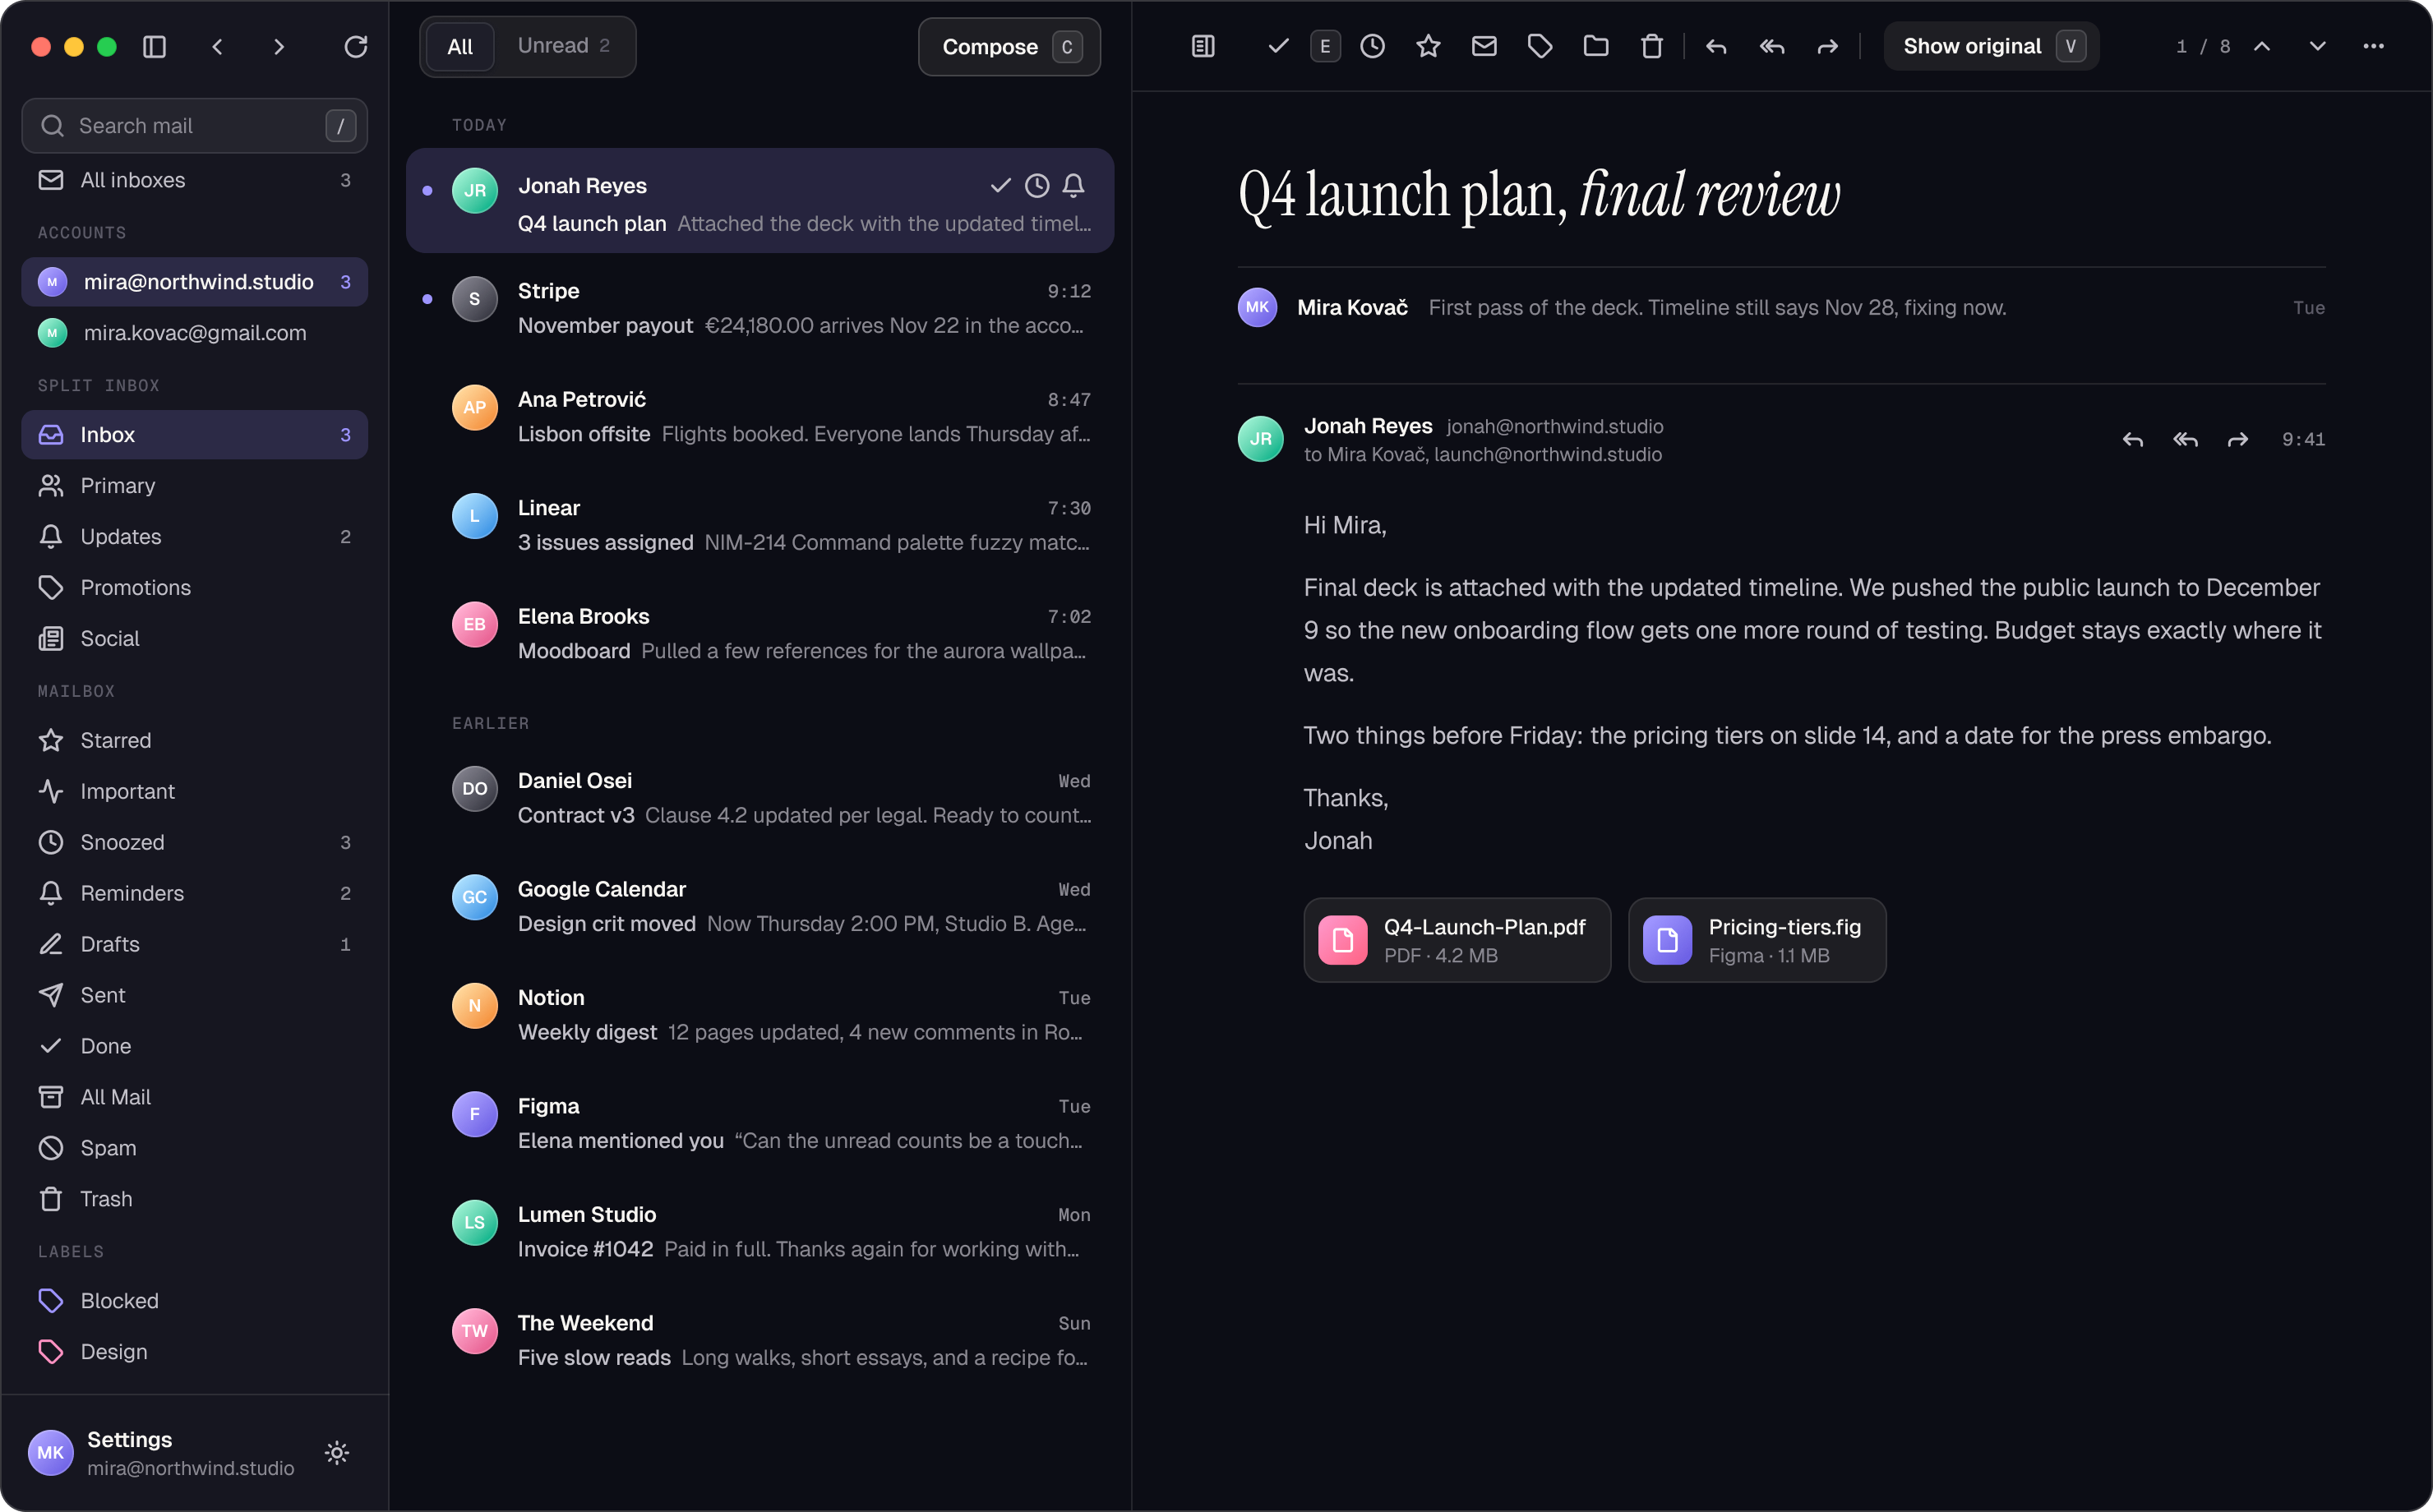 Search mail /
All inboxes 3
ACCOUNTS
M mira@northwind.studio 3
M mira.kovac@gmail.com
SPLIT INBOX
Inbox 3
Primary
Updates 2
Promotions
Social
MAILBOX
Starred
Important
Snoozed 3
Reminders 2
Drafts 1
Sent
Done
All Mail
Spam
Trash
LABELS
Blocked
Design
MK Settings
mira@northwind.studio
All Unread 2 Compose C
TODAY
JR Jonah Reyes
Q4 launch plan Attached the deck with the updated timel...
S Stripe 9:12
November payout €24,180.00 arrives Nov 22 in the acco...
AP Ana Petrović 8:47
Lisbon offsite Flights booked. Everyone lands Thursday af...
L Linear 7:30
3 issues assigned NIM-214 Command palette fuzzy matc...
EB Elena Brooks 7:02
Moodboard Pulled a few references for the aurora wallpa...
EARLIER
DO Daniel Osei Wed
Contract v3 Clause 4.2 updated per legal. Ready to count...
GC Google Calendar Wed
Design crit moved Now Thursday 2:00 PM, Studio B. Age...
N Notion Tue
Weekly digest 12 pages updated, 4 new comments in Ro...
F Figma Tue
Elena mentioned you “Can the unread counts be a touch...
LS Lumen Studio Mon
Invoice #1042 Paid in full. Thanks again for working with...
TW The Weekend Sun
Five slow reads Long walks, short essays, and a recipe fo...
E Show original V 1 / 8
Q4 launch plan, final review
MK Mira Kovač First pass of the deck. Timeline still says Nov 28, fixing now. Tue
JR Jonah Reyes jonah@northwind.studio 9:41
to Mira Kovač, launch@northwind.studio
Hi Mira,
Final deck is attached with the updated timeline. We pushed the public launch to December
9 so the new onboarding flow gets one more round of testing. Budget stays exactly where it
was.
Two things before Friday: the pricing tiers on slide 14, and a date for the press embargo.
Thanks,
Jonah
Q4-Launch-Plan.pdf
PDF · 4.2 MB
Pricing-tiers.fig
Figma · 1.1 MB